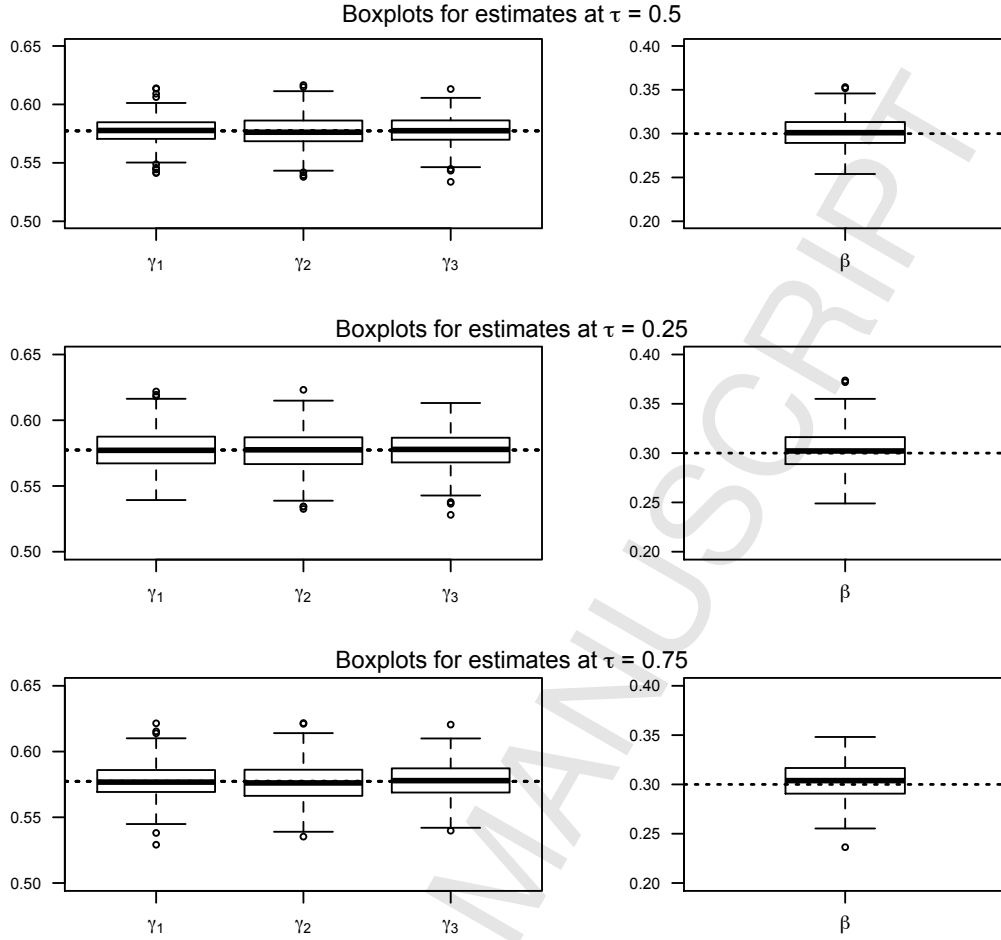 Boxplots for estimates at τ = 0.5
0.65
0.60
0.55
0.50
γ1 γ2 γ3
0.40
0.35
0.30
0.25
0.20
β
Boxplots for estimates at τ = 0.25
0.65
0.60
0.55
0.50
γ1 γ2 γ3
0.40
0.35
0.30
0.25
0.20
β
Boxplots for estimates at τ = 0.75
0.65
0.60
0.55
0.50
γ1 γ2 γ3
0.40
0.35
0.30
0.25
0.20
β
MANUSCRIPT